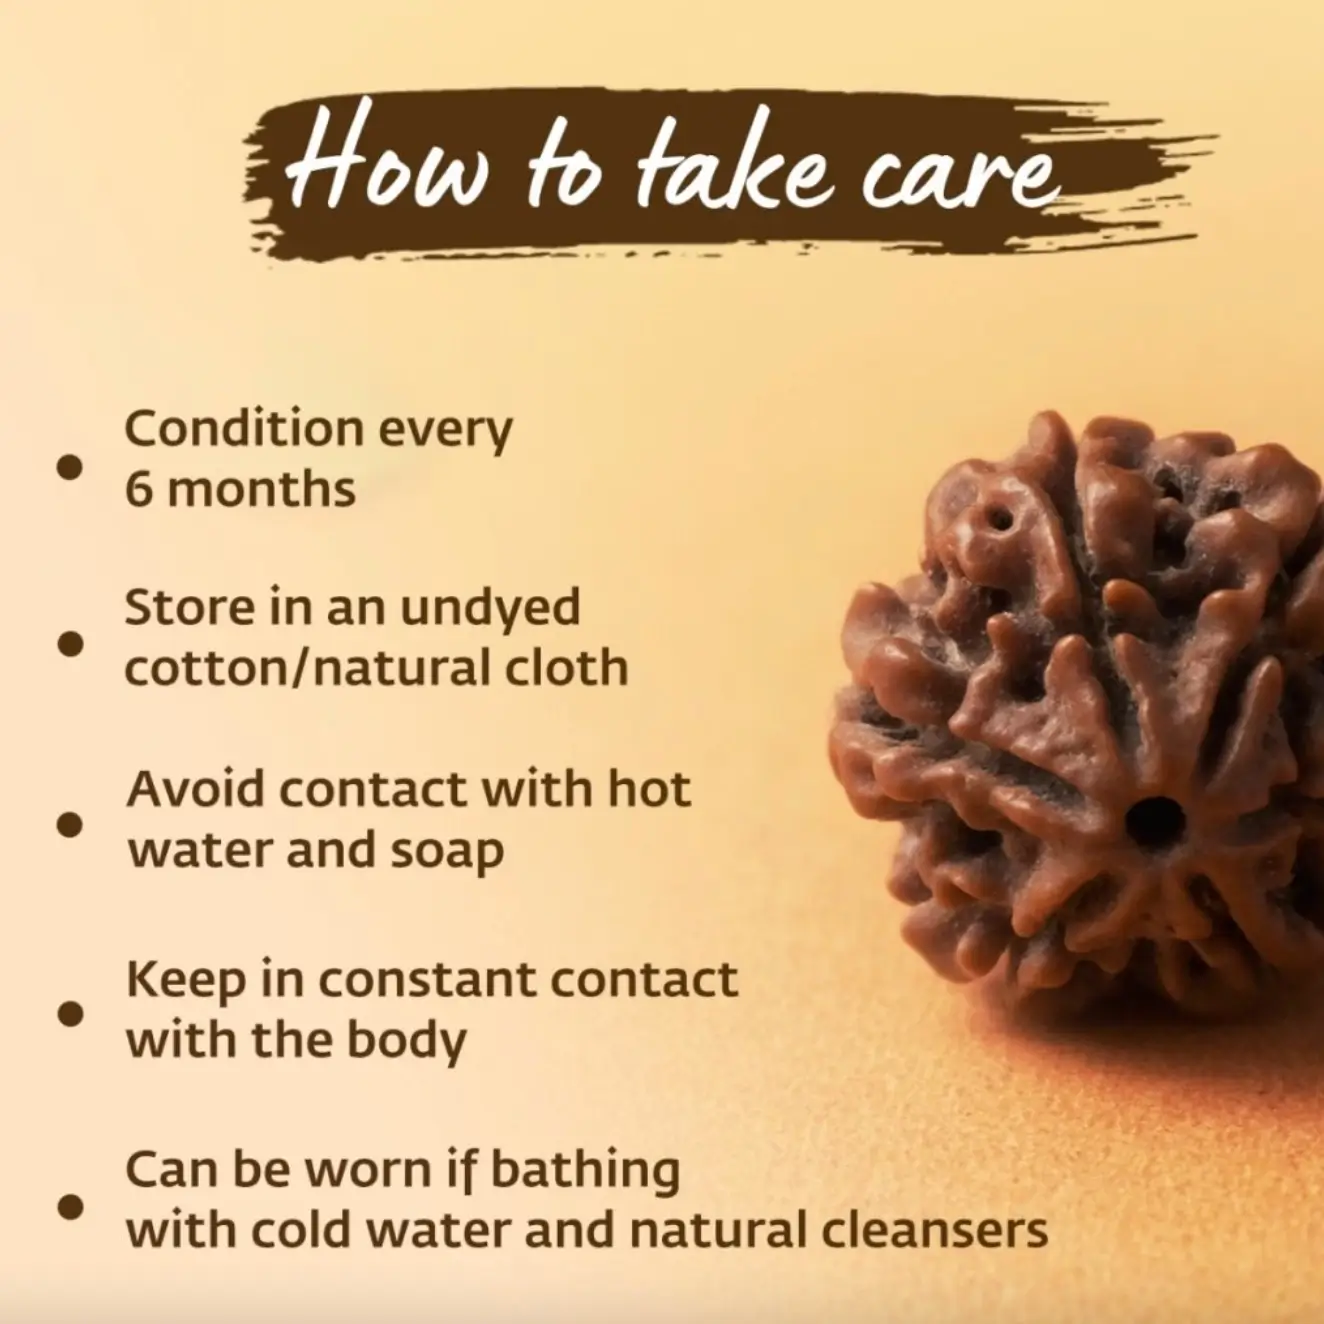 How to take care
Condition every
6 months
Store in an undyed
cotton/natural cloth
Avoid contact with hot
water and soap
Keep in constant contact
with the body
Can be worn if bathing
with cold water and natural cleansers